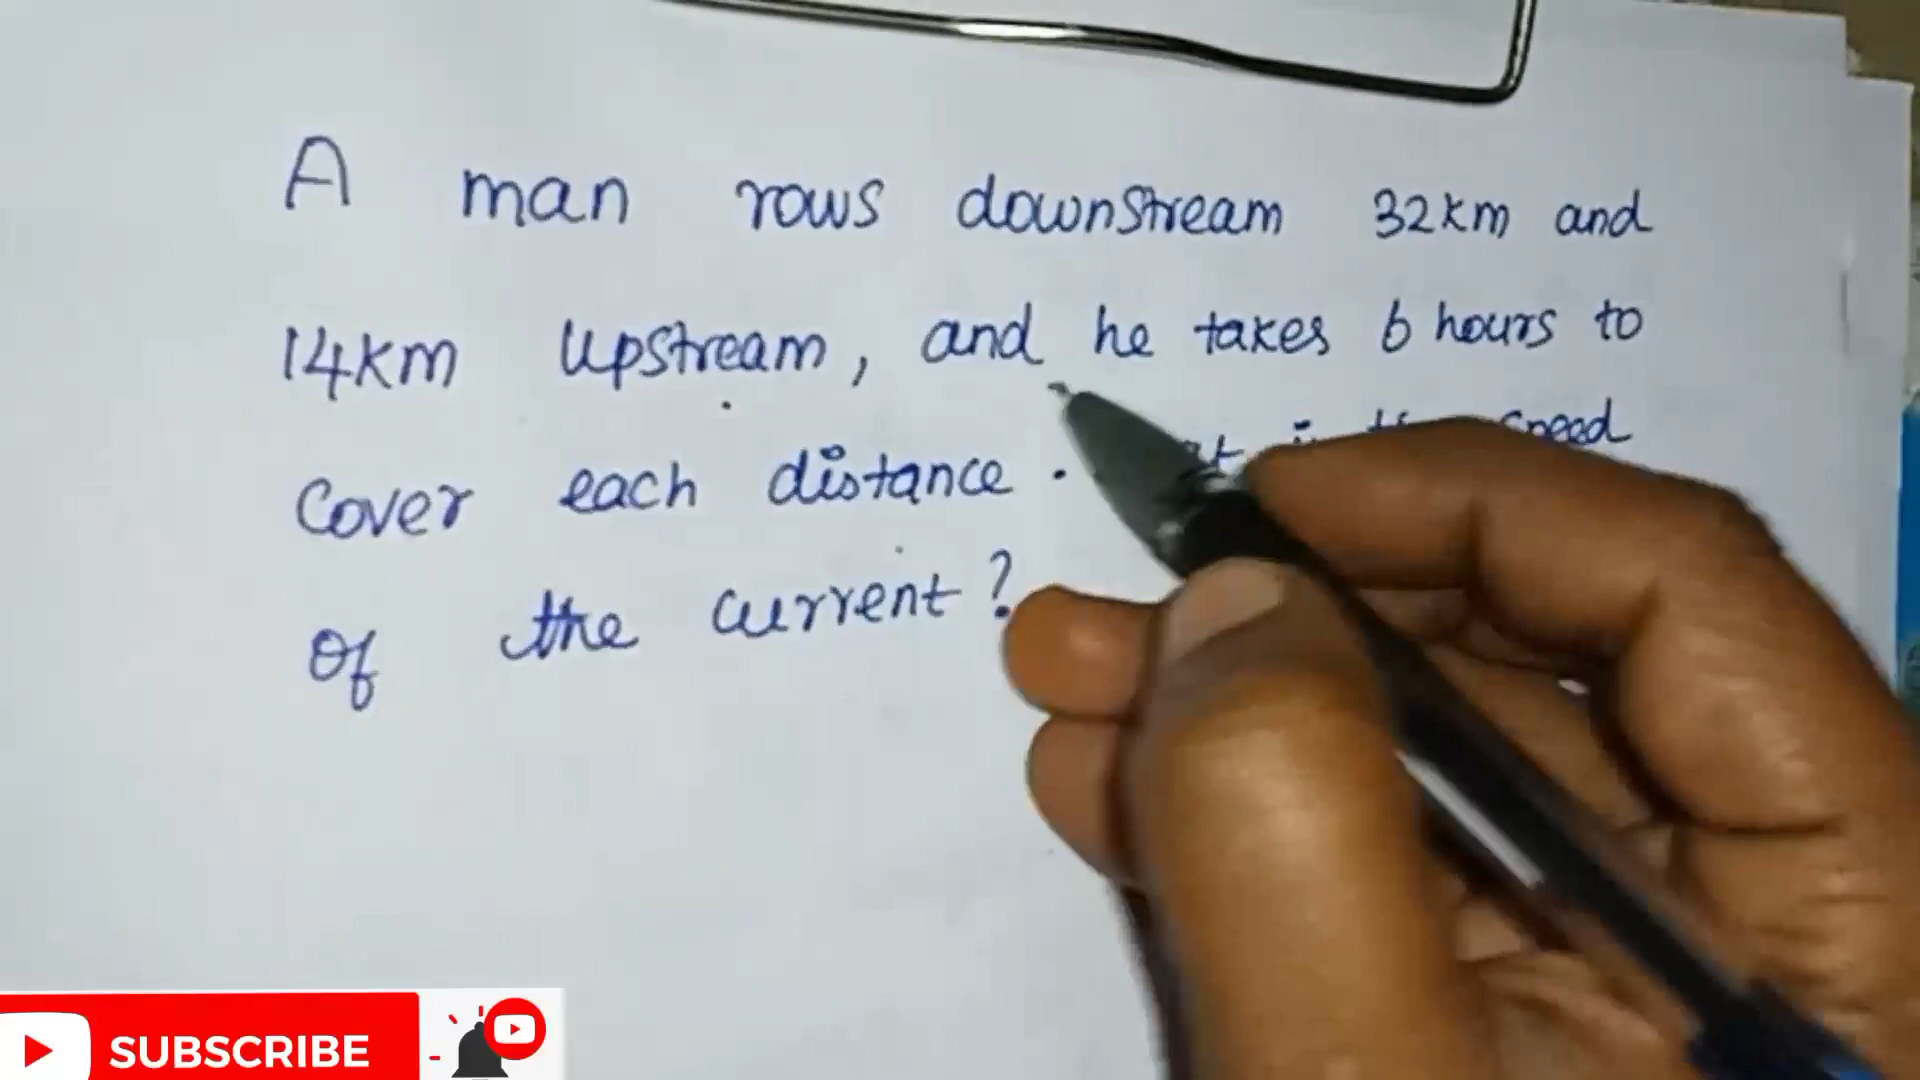 A man rows downstream 32km and
14km upstream, and he takes 6 hours to
Cover each distance. speed
of the current?
SUBSCRIBE